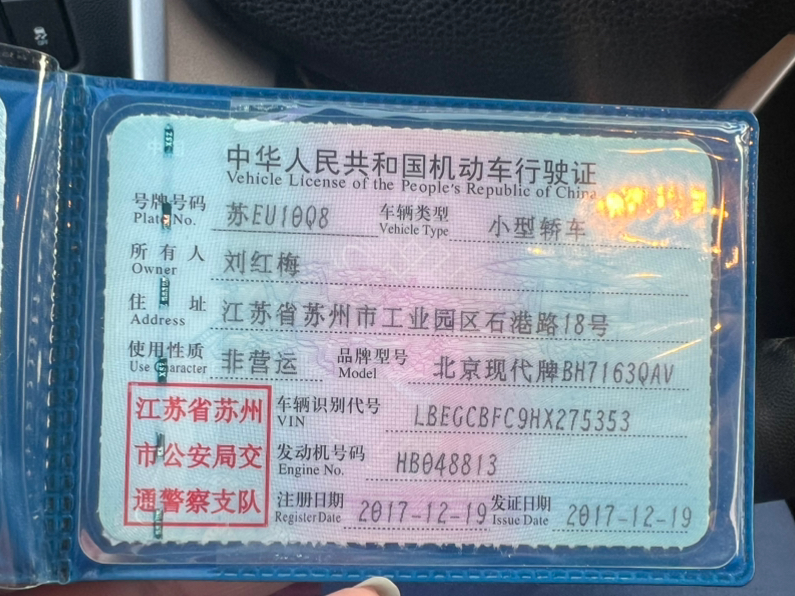 中华人民共和国机动车行驶证
Vehicle License of the People's Republic of China
号牌号码 苏EU10Q8 车辆类型 小型轿车
Plate No. Vehicle Type
所有人 刘红梅
Owner
住址 江苏省苏州市工业园区石港路18号
Address
使用性质 非营运 品牌型号 北京现代牌BH7163QAV
Use Character Model
江苏省苏州
市公安局交
通警察支队
车辆识别代号 LBEGCBFC9HX275353
VIN
发动机号码 HB048813
Engine No.
注册日期 2017-12-19 发证日期 2017-12-19
Register Date Issue Date